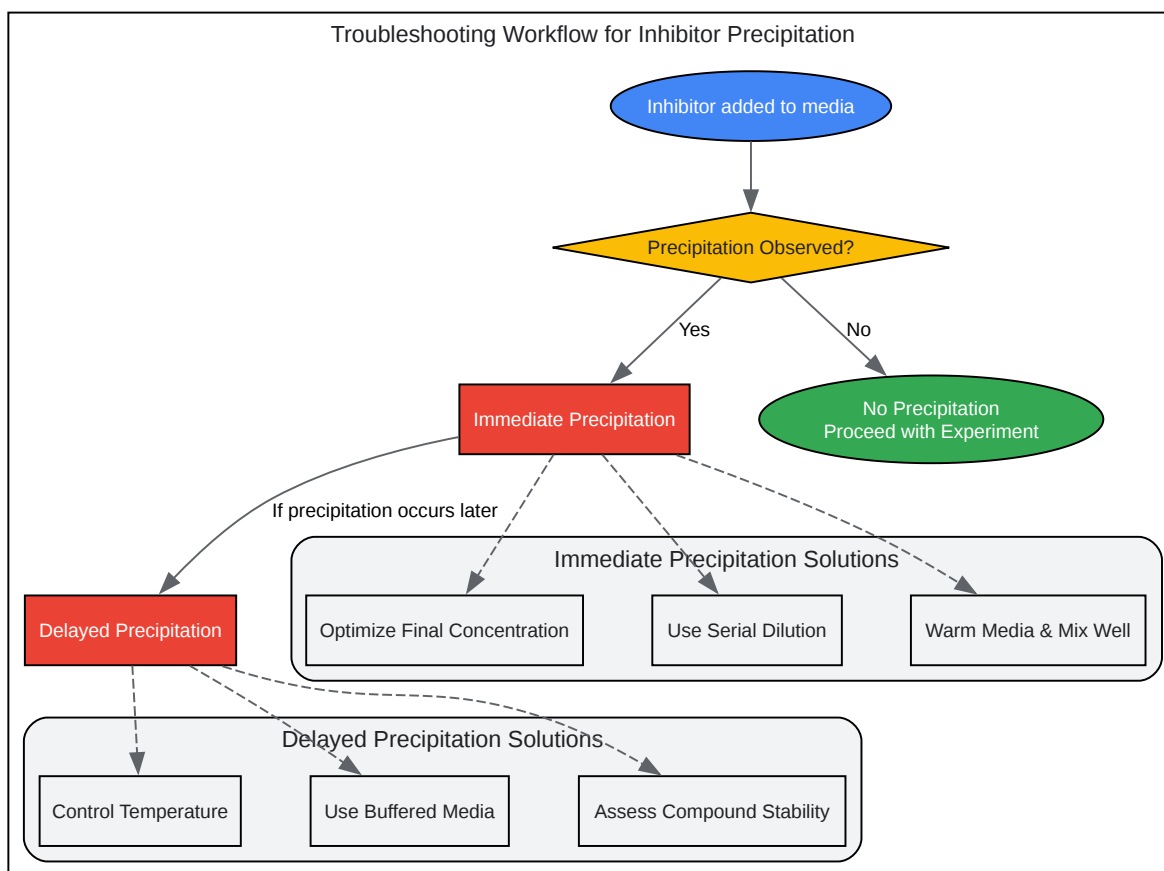 Troubleshooting Workflow for Inhibitor Precipitation
Inhibitor added to media
Precipitation Observed?
Yes
No
Immediate Precipitation
No Precipitation
Proceed with Experiment
If precipitation occurs later
Immediate Precipitation Solutions
Optimize Final Concentration
Use Serial Dilution
Warm Media & Mix Well
Delayed Precipitation
Delayed Precipitation Solutions
Control Temperature
Use Buffered Media
Assess Compound Stability